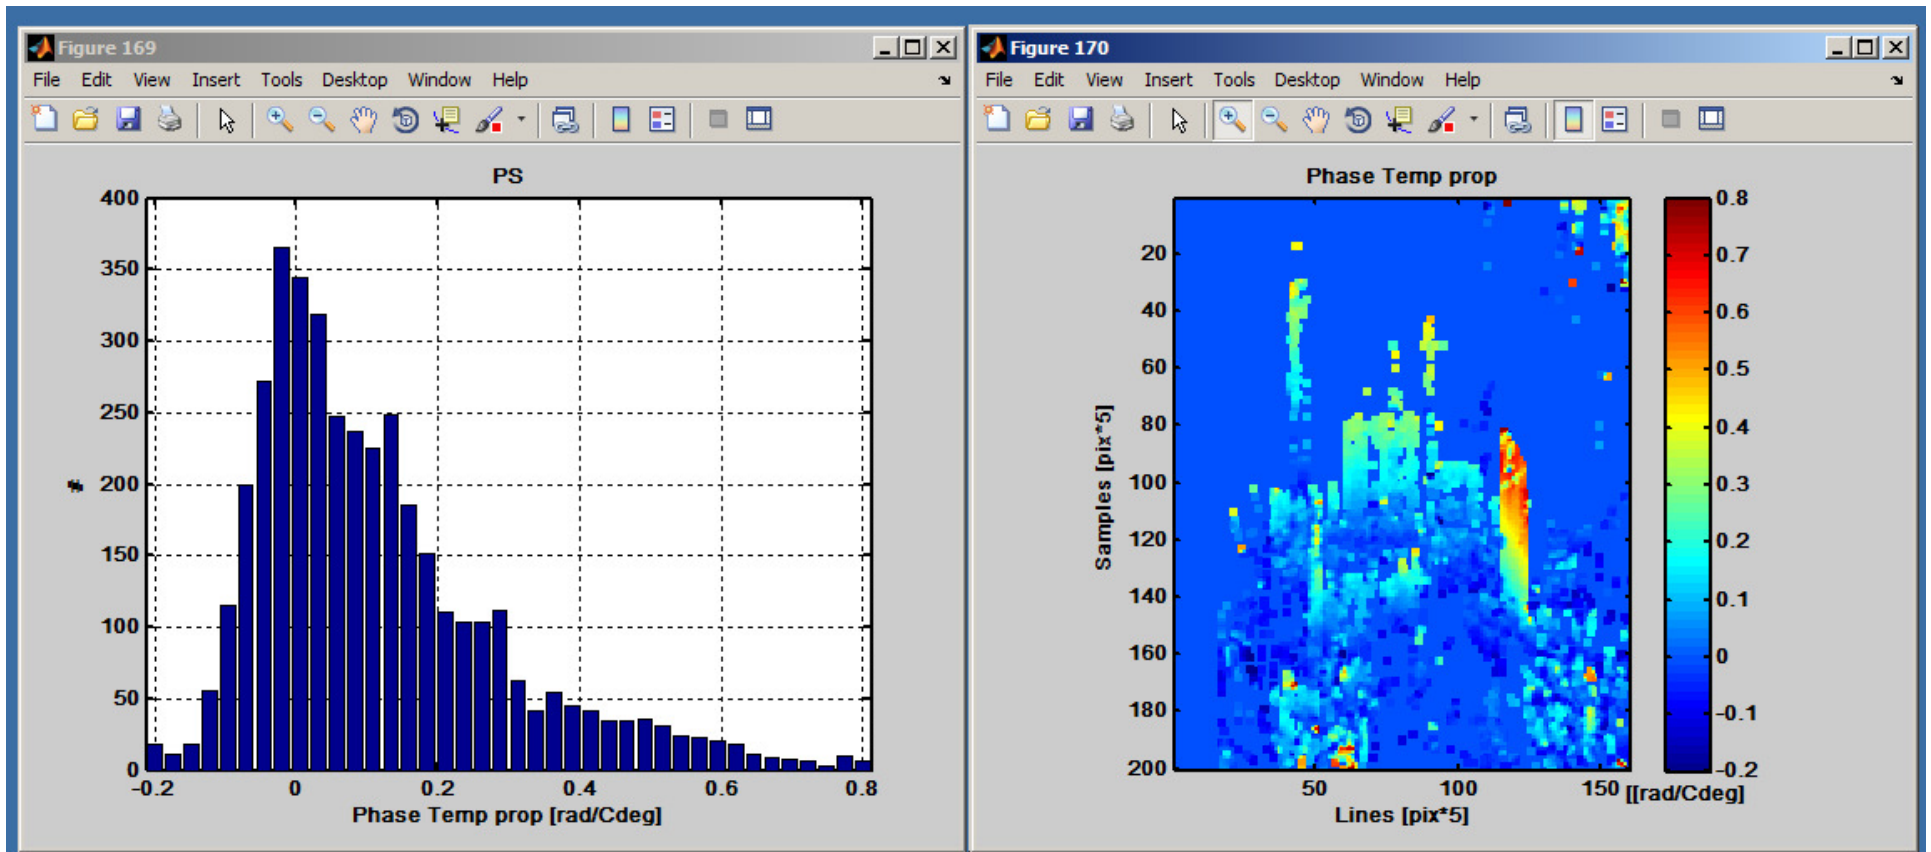 Figure 169
File Edit View Insert Tools Desktop Window Help
PS
400
350
300
250
200
150
100
50
0
#
-0.2 0 0.2 0.4 0.6 0.8
Phase Temp prop [rad/Cdeg]
Figure 170
File Edit View Insert Tools Desktop Window Help
Phase Temp prop
20
40
60
80
100
120
140
160
180
200
Samples [pix*5]
50 100 150
Lines [pix*5]
0.8
0.7
0.6
0.5
0.4
0.3
0.2
0.1
0
-0.1
-0.2
[[rad/Cdeg]